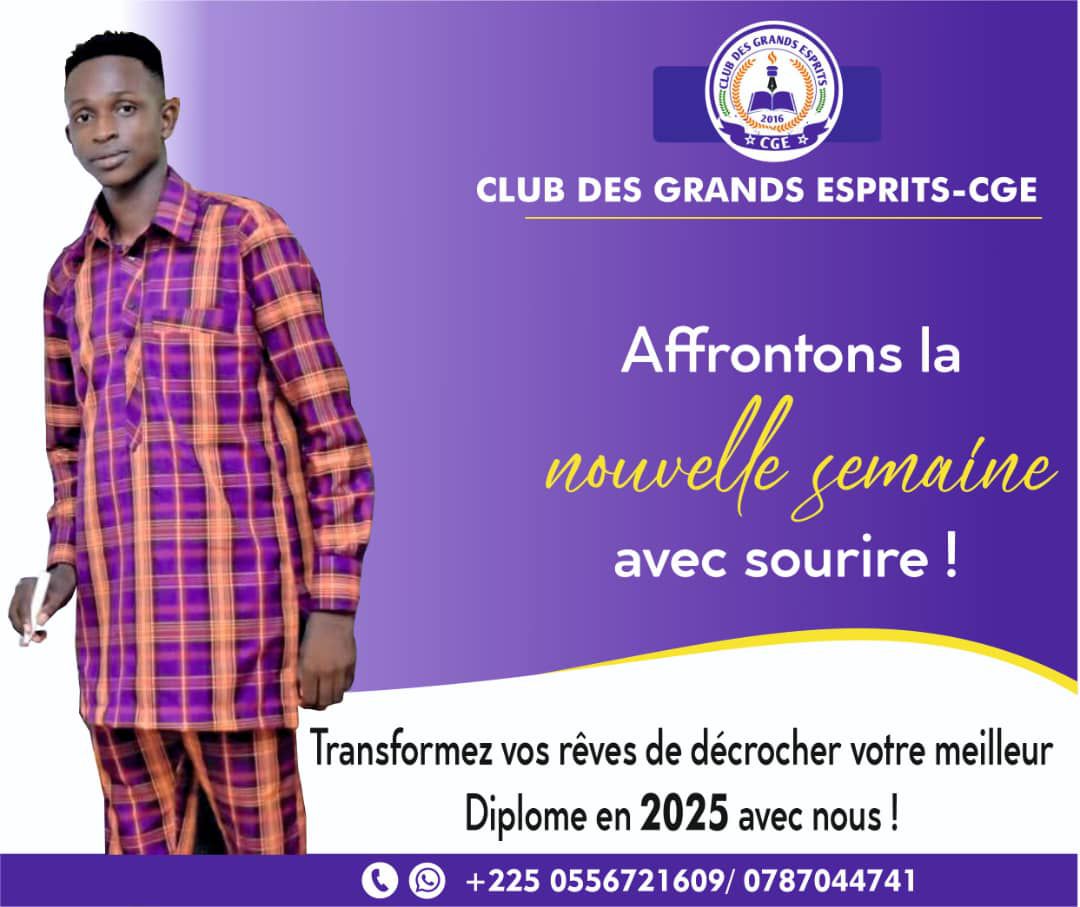 CLUB DES GRANDS ESPRITS
2016
CGE
CLUB DES GRANDS ESPRITS-CGE
Affrontons la
nouvelle semaine
avec sourire !
Transformez vos rêves de décrocher votre meilleur
Diplome en 2025 avec nous !
+225 0556721609/ 0787044741